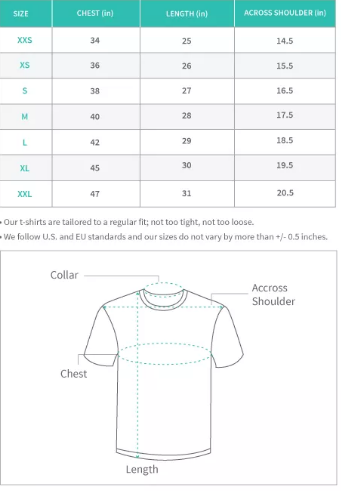 SIZE CHEST (in) LENGTH (in) ACROSS SHOULDER (in)
XXS 34 25 14.5
XS 36 26 15.5
S 38 27 16.5
M 40 28 17.5
L 42 29 18.5
XL 45 30 19.5
XXL 47 31 20.5
• Our t-shirts are tailored to a regular fit; not too tight, not too loose.
• We follow U.S. and EU standards and our sizes do not vary by more than +/- 0.5 inches.
Collar
Accross
Shoulder
Chest
Length